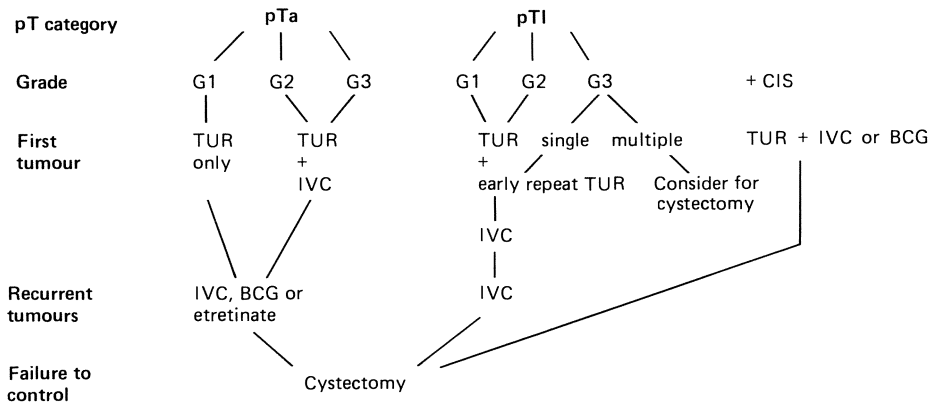 pT category pTa pTI
Grade G1 G2 G3 G1 G2 G3 + CIS
First tumour TUR only TUR + IVC TUR + early repeat TUR single multiple Consider for cystectomy TUR + IVC or BCG
IVC
Recurrent tumours IVC, BCG or etretinate IVC
Failure to control Cystectomy